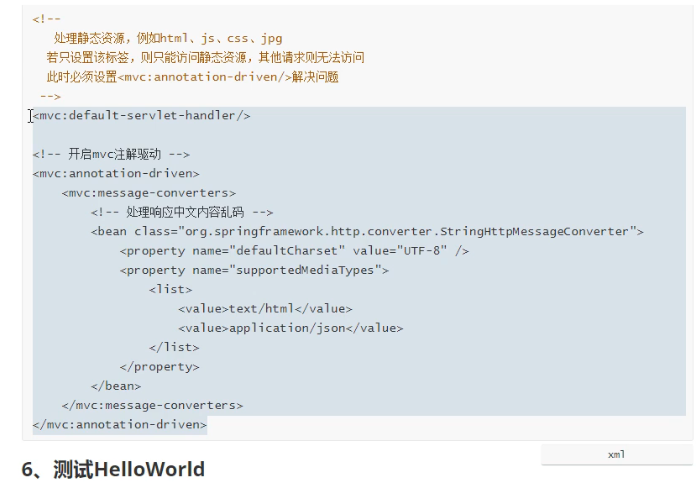 <!--
处理静态资源，例如html、js、css、jpg
若只设置该标签，则只能访问静态资源，其他请求则无法访问
此时必须设置<mvc:annotation-driven/>解决问题
-->
<mvc:default-servlet-handler/>
<!-- 开启mvc注解驱动 -->
<mvc:annotation-driven>
<mvc:message-converters>
<!-- 处理响应中文内容乱码 -->
<bean class="org.springframework.http.converter.StringHttpMessageConverter">
<property name="defaultCharset" value="UTF-8" />
<property name="supportedMediaTypes">
<list>
<value>text/html</value>
<value>application/json</value>
</list>
</property>
</bean>
</mvc:message-converters>
</mvc:annotation-driven>
xml
6、测试HelloWorld